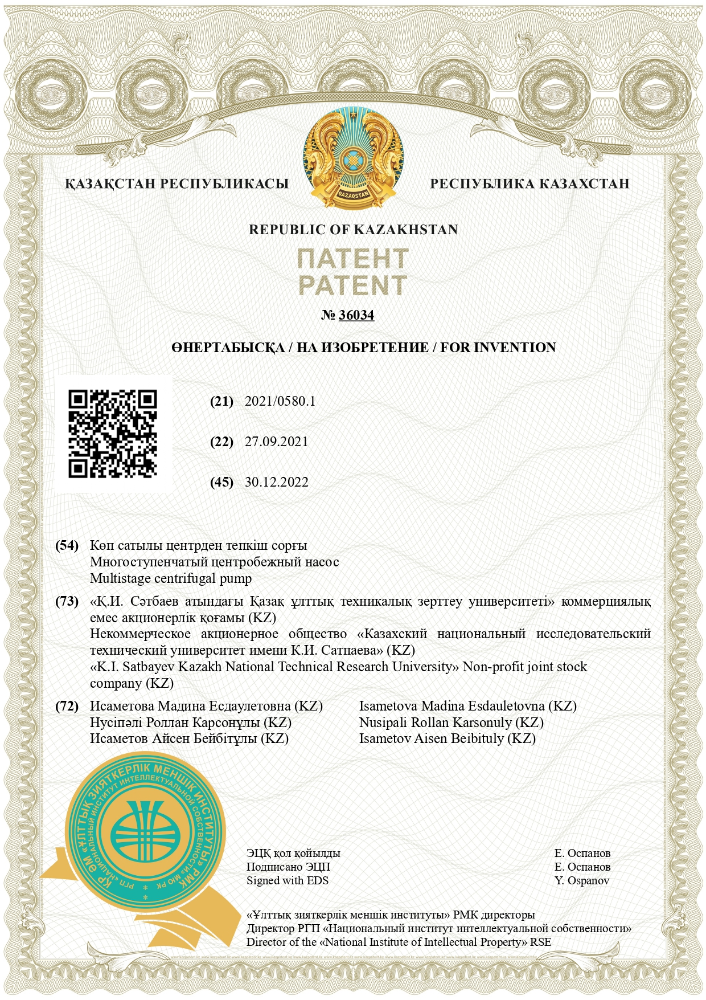 ҚАЗАҚСТАН РЕСПУБЛИКАСЫ
РЕСПУБЛИКА КАЗАХСТАН
QAZAQSTAN
REPUBLIC OF KAZAKHSTAN
ПАТЕНТ
PATENT
№ 36034
ӨНЕРТАБЫСҚА / НА ИЗОБРЕТЕНИЕ / FOR INVENTION
(21) 2021/0580.1
(22) 27.09.2021
(45) 30.12.2022
(54) Көп сатылы центрден тепкіш сорғы
Многоступенчатый центробежный насос
Multistage centrifugal pump
(73) «Қ.И. Сәтбаев атындағы Қазақ ұлттық техникалық зерттеу университеті» коммерциялық
емес акционерлік қоғамы (KZ)
Некоммерческое акционерное общество «Казахский национальный исследовательский
технический университет имени К.И. Сатпаева» (KZ)
«K.I. Satbayev Kazakh National Technical Research University» Non-profit joint stock
company (KZ)
(72) Исаметова Мадина Есдаулетовна (KZ) Isametova Madina Esdauletovna (KZ)
Нусіпәлі Роллан Карсонұлы (KZ) Nusipali Rollan Karsonuly (KZ)
Исаметов Айсен Бейбітұлы (KZ) Isametov Aisen Beibituly (KZ)
ҚР ӘМ «ҰЛТТЫҚ ЗИЯТКЕРЛІК МЕНШІК ИНСТИТУТЫ» РМК
РГП «НАЦИОНАЛЬНЫЙ ИНСТИТУТ ИНТЕЛЛЕКТУАЛЬНОЙ СОБСТВЕННОСТИ» МЮ РК
ЭЦҚ қол қойылды Е. Оспанов
Подписано ЭЦП Е. Оспанов
Signed with EDS Y. Ospanov
«Ұлттық зияткерлік меншік институты» РМК директоры
Директор РГП «Национальный институт интеллектуальной собственности»
Director of the «National Institute of Intellectual Property» RSE